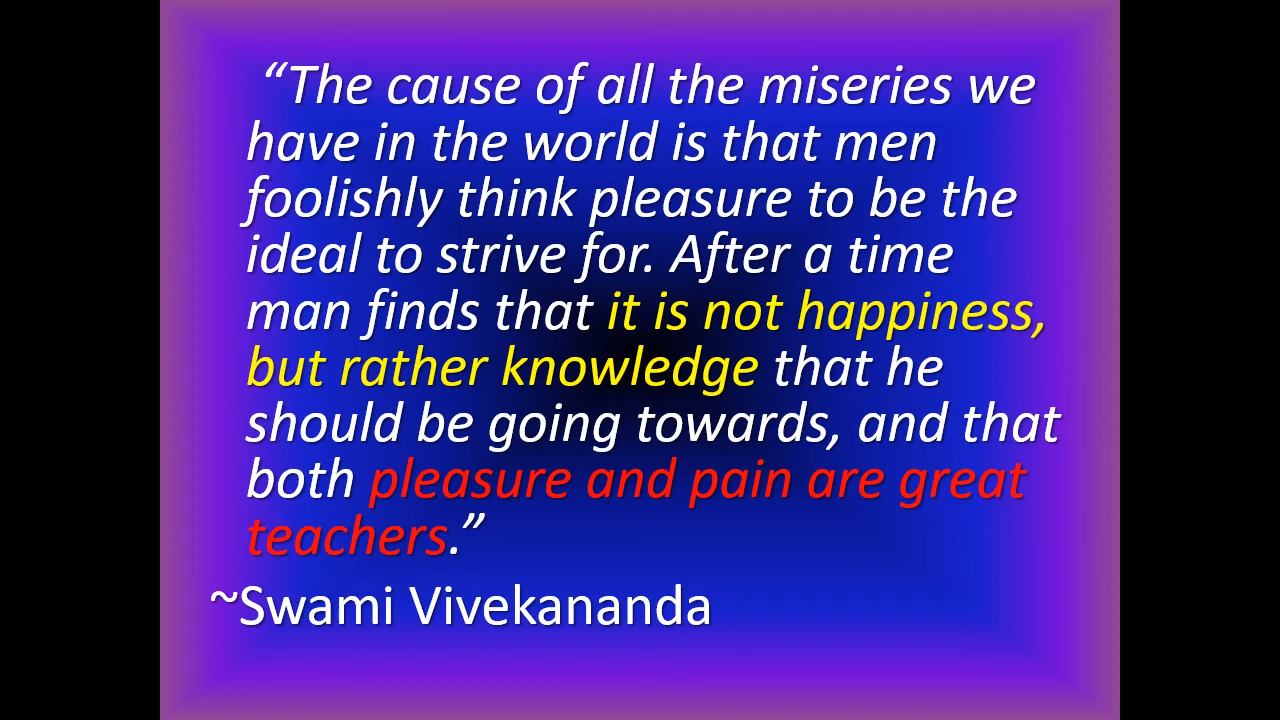 “The cause of all the miseries we
have in the world is that men
foolishly think pleasure to be the
ideal to strive for. After a time
man finds that it is not happiness,
but rather knowledge that he
should be going towards, and that
both pleasure and pain are great
teachers.”
~Swami Vivekananda